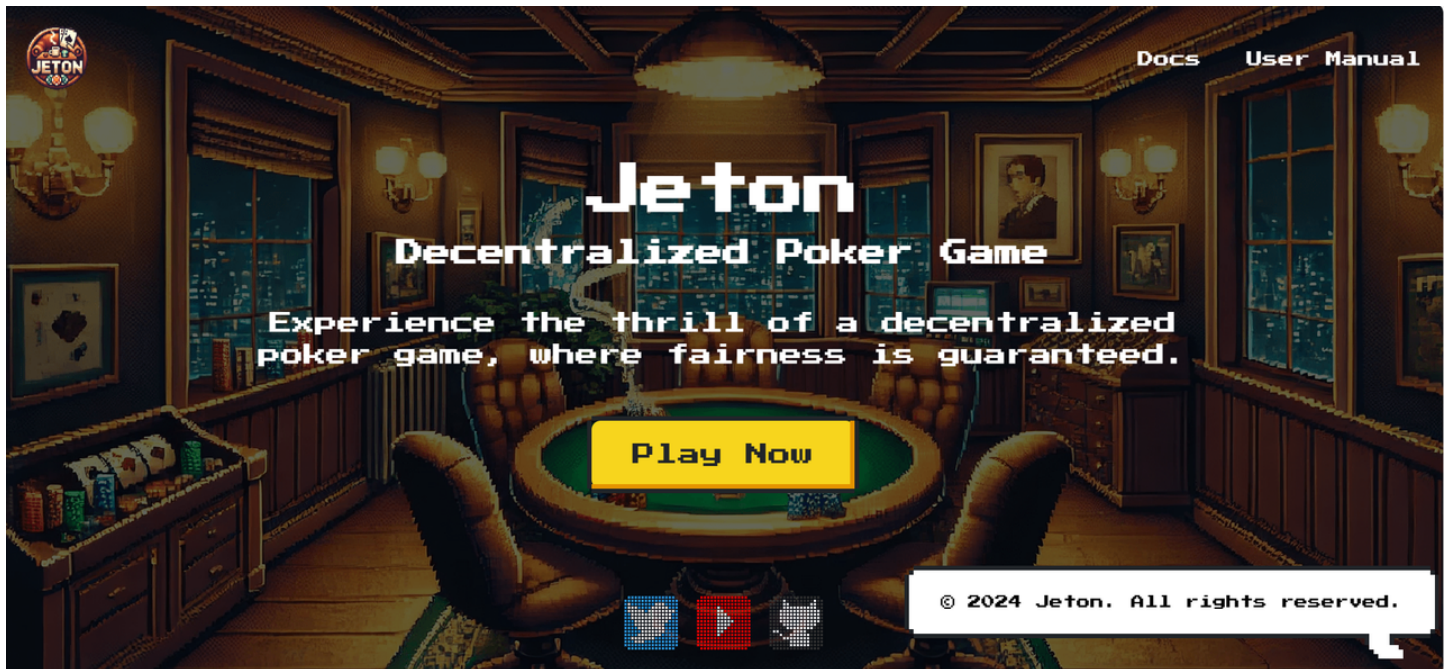 JETON
Docs
User Manual
Jeton
Decentralized Poker Game
Experience the thrill of a decentralized
poker game, where fairness is guaranteed.
Play Now
© 2024 Jeton. All rights reserved.